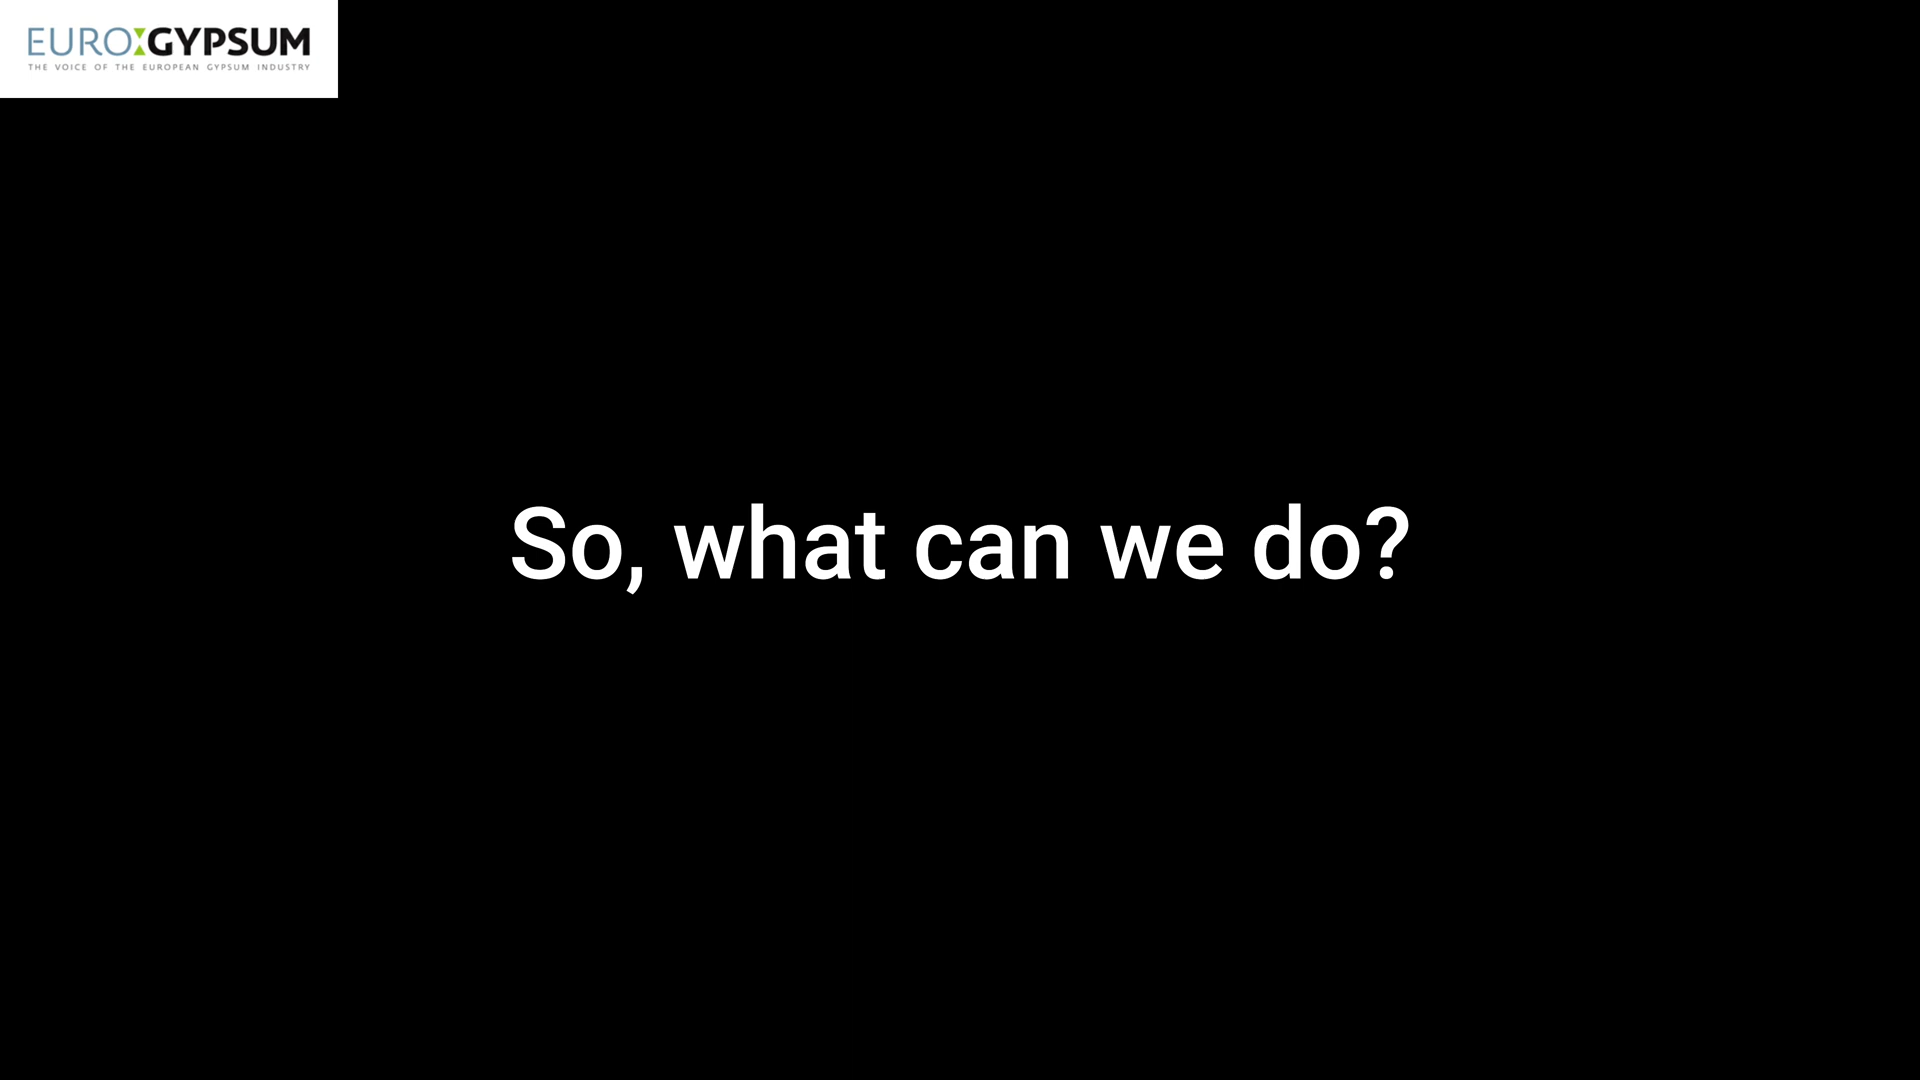 EURO:GYPSUM
THE VOICE OF THE EUROPEAN GYPSUM INDUSTRY
So, what can we do?